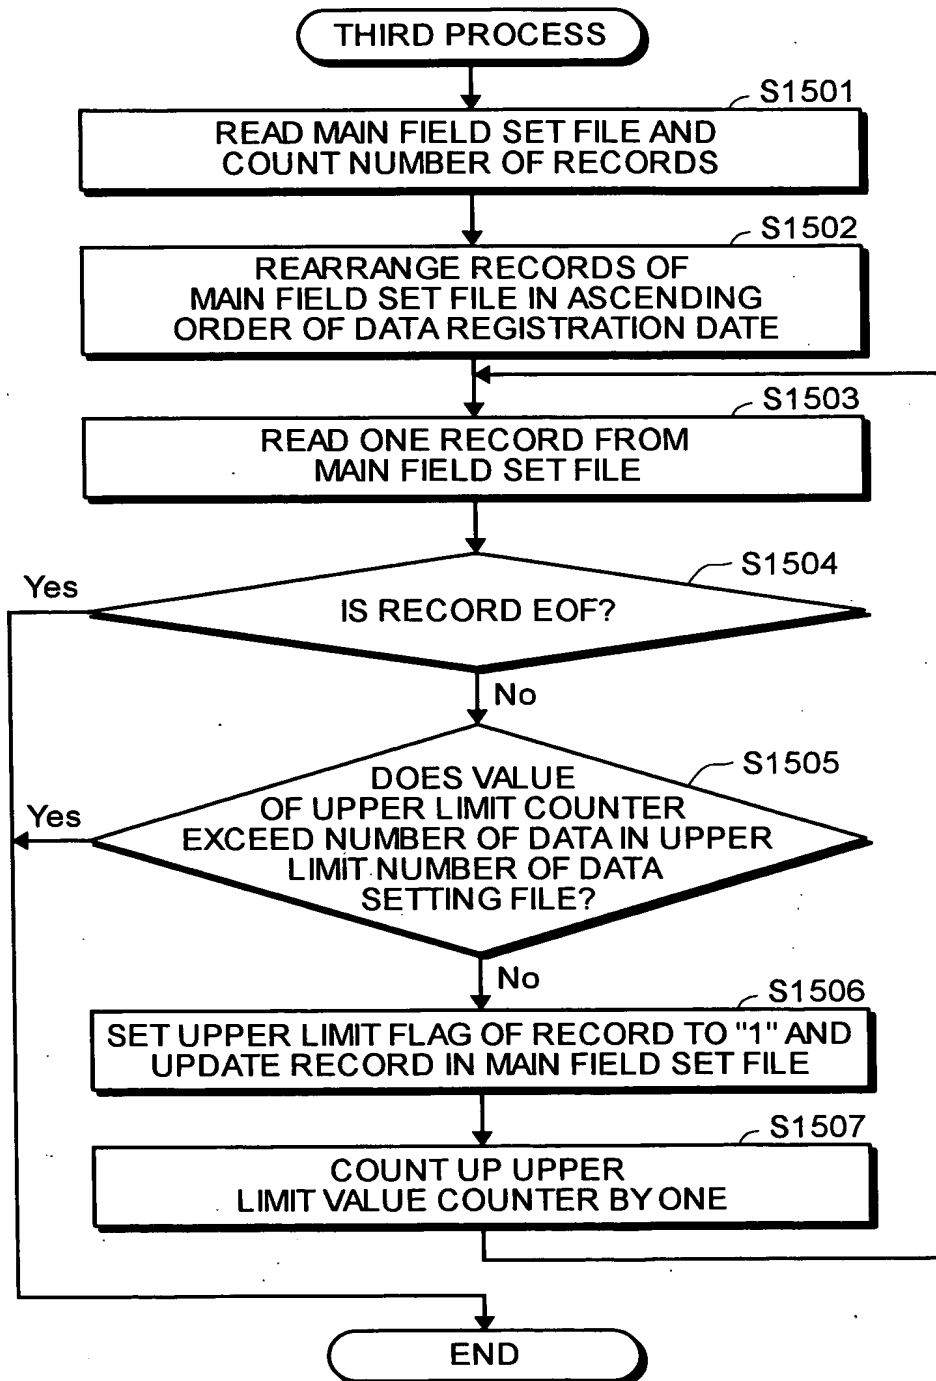 THIRD PROCESS
S1501
READ MAIN FIELD SET FILE AND
COUNT NUMBER OF RECORDS
S1502
REARRANGE RECORDS OF
MAIN FIELD SET FILE IN ASCENDING
ORDER OF DATA REGISTRATION DATE
S1503
READ ONE RECORD FROM
MAIN FIELD SET FILE
S1504
Yes
IS RECORD EOF?
No
S1505
DOES VALUE
OF UPPER LIMIT COUNTER
Yes
EXCEED NUMBER OF DATA IN UPPER
LIMIT NUMBER OF DATA
SETTING FILE?
No
S1506
SET UPPER LIMIT FLAG OF RECORD TO "1" AND
UPDATE RECORD IN MAIN FIELD SET FILE
S1507
COUNT UP UPPER
LIMIT VALUE COUNTER BY ONE
END